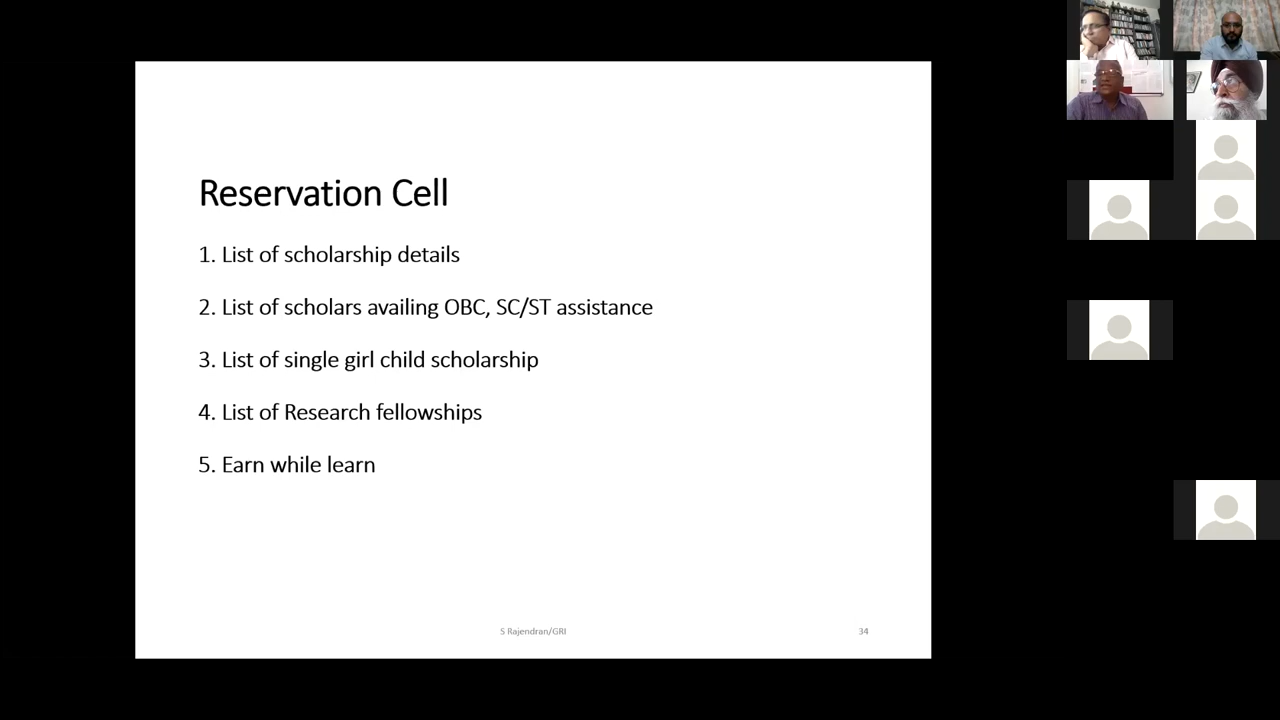 Reservation Cell
1. List of scholarship details
2. List of scholars availing OBC, SC/ST assistance
3. List of single girl child scholarship
4. List of Research fellowships
5. Earn while learn
S Rajendran/GRI
34